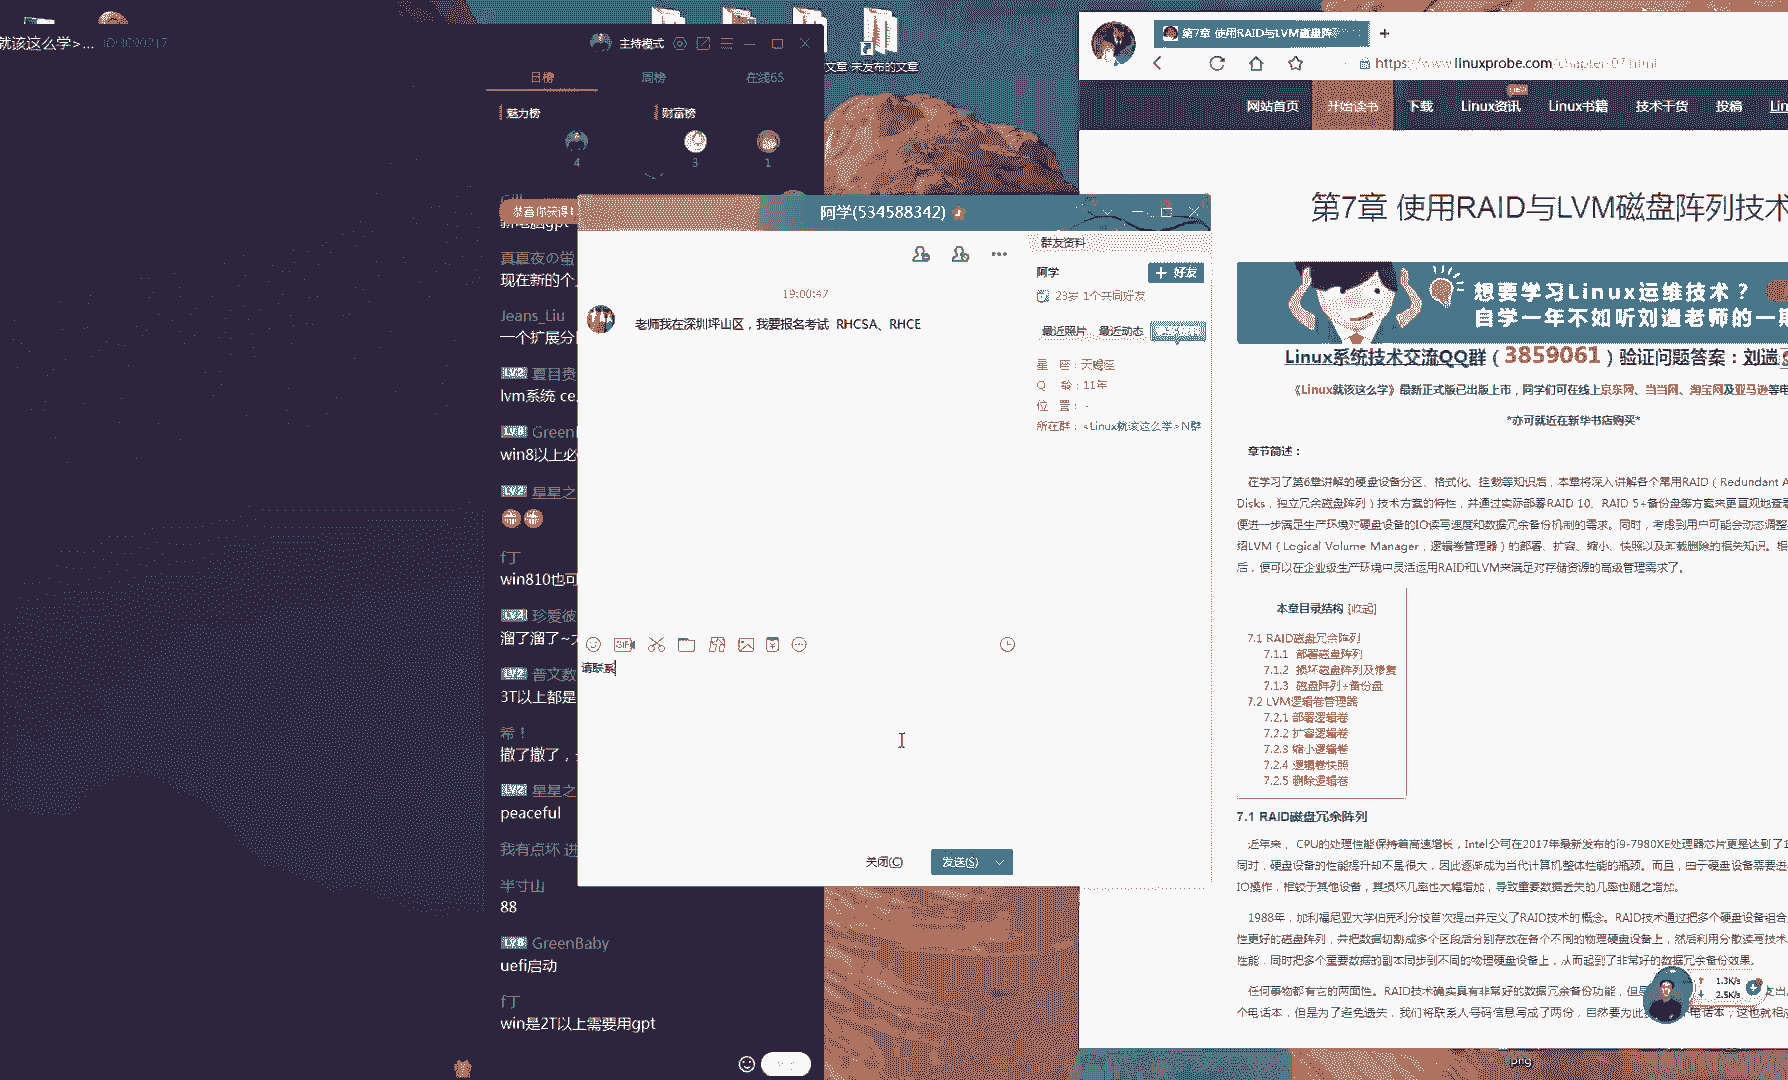 就该这么学>... ID:3090217
主持模式
日榜 周榜 在线65
魅力榜 财富榜
4 3 1
恭喜你获得!
真夏夜の萤
现在新的个
Jeans_Liu
一个扩展分
LV2 夏目贵
lvm系统 ce
LV3 Green
win8以上必
LV2 星星之
f丁
win810也可
LV2 珍爱彼
溜了溜了~
LV2 普文数
3T以上都是
希！
撤了撤了，
LV2 星星之
peaceful
我有点坏 进
半寸山
88
LV3 GreenBaby
uefi启动
f丁
win是2T以上需要用gpt
文章 未发布的文章
阿学(534588342)
19:00:47
老师我在深圳坪山区，我要报名考试 RHCSA、RHCE
群友资料
阿学
+ 好友
23岁 1个共同好友
最近照片 最近动态
星 座：天蝎座
Q 龄：11年
位 置：-
所在群：<Linux就该这么学>N群
GIF
请联系
关闭(C) 发送(S)
第7章 使用RAID与LVM磁盘阵
https://www.linuxprobe.com/chapter-07.html
网站首页 开始读书 下载 Linux资讯 Linux书籍 技术干货 投稿 Lin
第7章 使用RAID与LVM磁盘阵列技术
想要学习Linux运维技术？
自学一年不如听刘遄老师的一
Linux系统技术交流QQ群（3859061）验证问题答案：刘遄
《Linux就该这么学》最新正式版已出版上市，同学们可在线上京东网、当当网、淘宝网及亚马逊等电
*亦可就近在新华书店购买*
章节简述：
在学习了第6章讲解的硬盘设备分区、格式化、挂载等知识后，本章将深入讲解各个常用RAID（Redundant A
Disks，独立冗余磁盘阵列）技术方案的特性，并通过实际部署RAID 10、RAID 5+备份盘等方案来更直观地查看
便进一步满足生产环境对硬盘设备的IO读写速度和数据冗余备份机制的需求。同时，考虑到用户可能会动态调整
绍LVM（Logical Volume Manager，逻辑卷管理器）的部署、扩容、缩小、快照以及卸载删除的相关知识。相
后，便可以在企业级生产环境中灵活运用RAID和LVM来满足对存储资源的高级管理需求了。
本章目录结构 [收起]
7.1 RAID磁盘冗余阵列
7.1.1 部署磁盘阵列
7.1.2 损坏磁盘阵列及修复
7.1.3 磁盘阵列+备份盘
7.2 LVM逻辑卷管理器
7.2.1 部署逻辑卷
7.2.2 扩容逻辑卷
7.2.3 缩小逻辑卷
7.2.4 逻辑卷快照
7.2.5 删除逻辑卷
7.1 RAID磁盘冗余阵列
近年来， CPU的处理性能保持着高速增长，Intel公司在2017年最新发布的i9-7980XE处理器芯片更是达到了1
同时，硬盘设备的性能提升却不是很大，因此逐渐成为当代计算机整体性能的瓶颈。而且，由于硬盘设备需要进
IO操作，相较于其他设备，其损坏几率也大幅增加，导致重要数据丢失的几率也随之增加。
1988年，加利福尼亚大学伯克利分校首次提出并定义了RAID技术的概念。RAID技术通过把多个硬盘设备组合
性更好的磁盘阵列，并把数据切割成多个区段后分别存放在各个不同的物理硬盘设备上，然后利用分散读写技术
性能，同时把多个重要数据的副本同步到不同的物理硬盘设备上，从而起到了非常好的数据冗余备份效果。
任何事物都有它的两面性。RAID技术确实具有非常好的数据冗余备份功能，但是
个电话本，但是为了避免遗失，我们将联系人号码信息写成了两份，自然要为此 电话本，这也就相
1.3K/s
2.5K/s
png